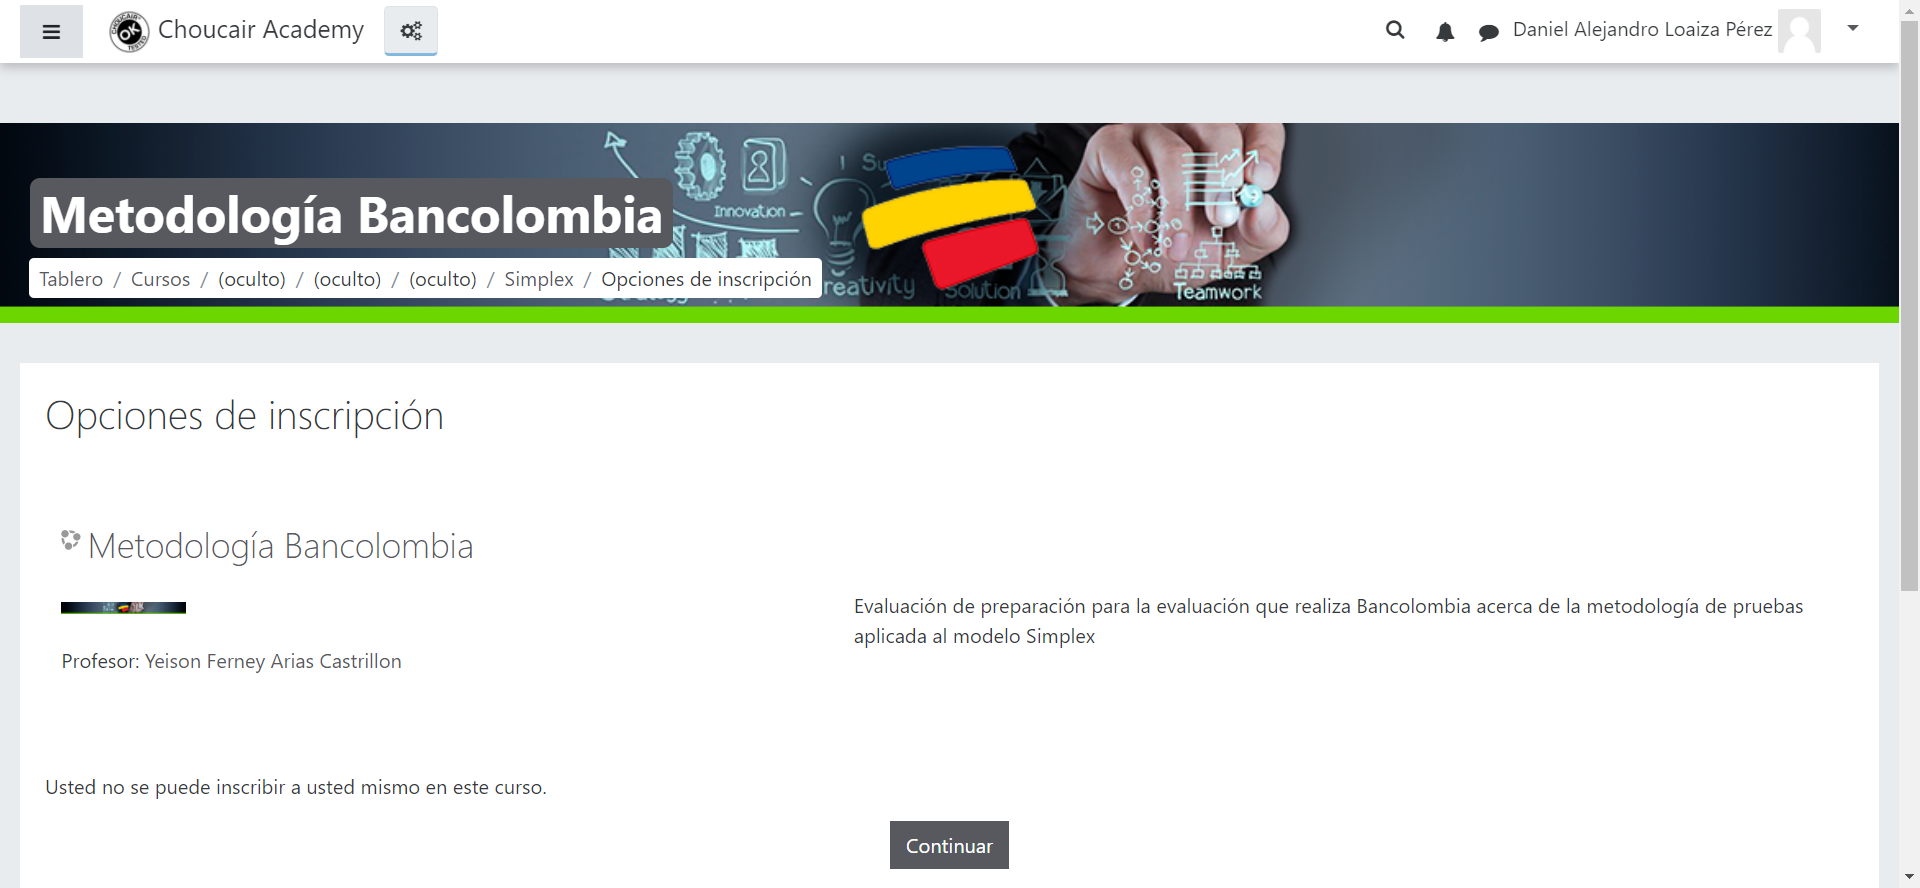 Choucair Academy
Daniel Alejandro Loaiza Pérez
Innovation
Metodología Bancolombia
Tablero / Cursos / (oculto) / (oculto) / (oculto) / Simplex / Opciones de inscripción
Solution
Teamwork
Opciones de inscripción
Metodología Bancolombia
Evaluación de preparación para la evaluación que realiza Bancolombia acerca de la metodología de pruebas
aplicada al modelo Simplex
Profesor: Yeison Ferney Arias Castrillon
Usted no se puede inscribir a usted mismo en este curso.
Continuar